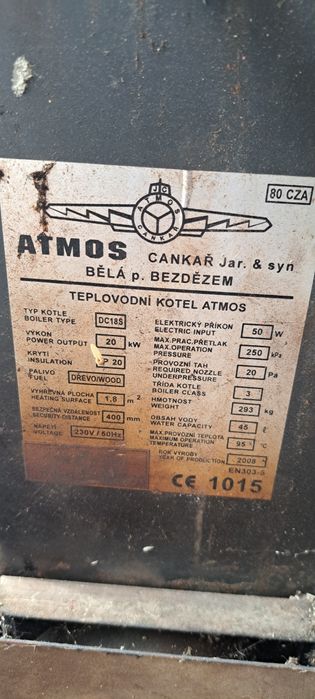 80 CZA
JC
ATMOS
CANKAŘ
ATMOS CANKAŘ Jar. & syn
BĚLÁ p. BEZDĚZEM
TEPLOVODNÍ KOTEL ATMOS
TYP KOTLE
BOILER TYPE DC18S
VÝKON
POWER OUTPUT 20 kW
KRYTÍ
INSULATION P 20
PALIVO
FUEL DŘEVO/WOOD
VÝHŘEVNÁ PLOCHA
HEATING SURFACE 1,8 m2
BEZPEČNÁ VZDÁLENOST
SECURITY DISTANCE 400 mm
NAPĚTÍ
VOLTAGE 230V / 50Hz
ELEKTRICKÝ PŘÍKON
ELECTRIC INPUT 50 W
MAX.PRAC.PŘETLAK
MAX.OPERATION
PRESSURE 250 kPa
PROVOZNÍ TAH
REQUIRED NOZZLE
UNDERPRESSURE 20 Pa
TŘÍDA KOTLE
BOILER CLASS 3
HMOTNOST
WEIGHT 293 kg
OBSAH VODY
WATER CAPACITY 45 ℓ
MAX.PROVOZNÍ TEPLOTA
MAXIMUM OPERATION
TEMPERATURE 95 °C
ROK VÝROBY
YEAR OF PRODUCTION 2008
EN303-5
CE 1015